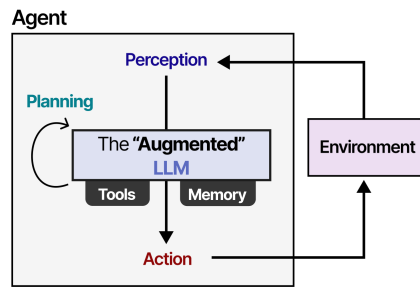 Agent
Perception
Planning
The “Augmented”
LLM
Environment
Tools
Memory
Action